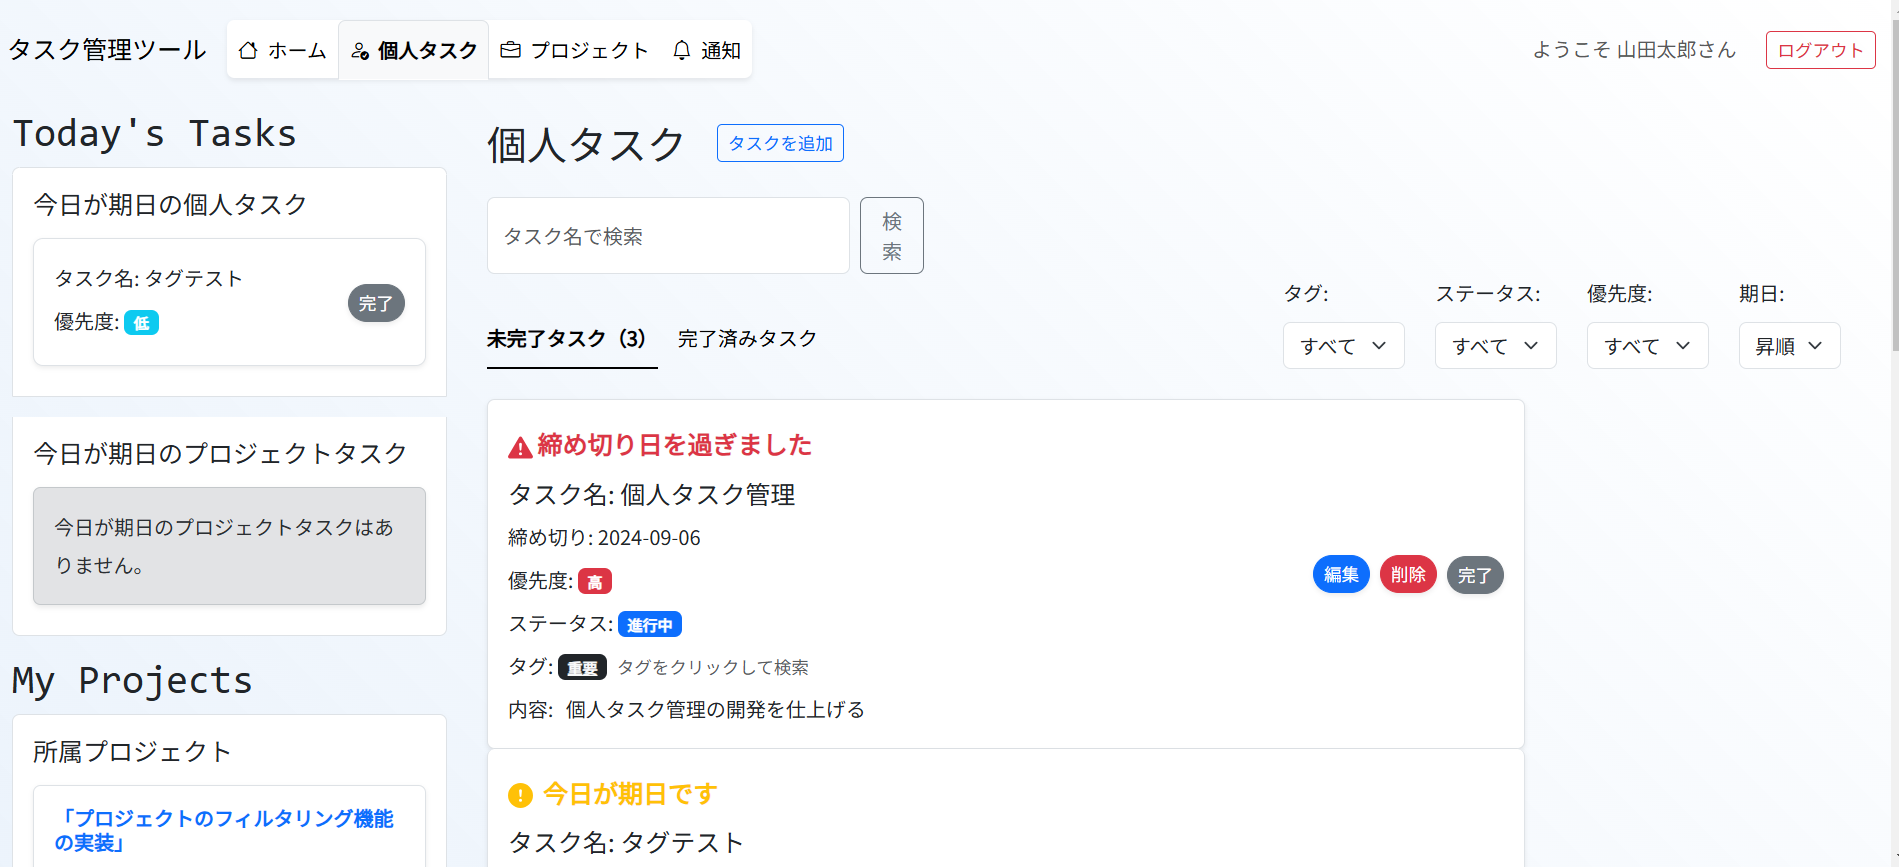 タスク管理ツール
ホーム
個人タスク
プロジェクト
通知
ようこそ 山田太郎さん
ログアウト
Today's Tasks
今日が期日の個人タスク
タスク名: タグテスト
優先度: 低
完了
今日が期日のプロジェクトタスク
今日が期日のプロジェクトタスクはあ
りません。
My Projects
所属プロジェクト
「プロジェクトのフィルタリング機能
の実装」
個人タスク
タスクを追加
タスク名で検索
検
索
未完了タスク（3）
完了済みタスク
タグ:
すべて
ステータス:
すべて
優先度:
すべて
期日:
昇順
締め切り日を過ぎました
タスク名: 個人タスク管理
締め切り: 2024-09-06
優先度: 高
ステータス: 進行中
タグ: 重要 タグをクリックして検索
内容: 個人タスク管理の開発を仕上げる
編集
削除
完了
今日が期日です
タスク名: タグテスト